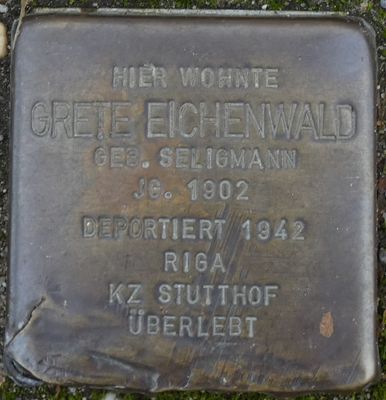 HIER WOHNTE
GRETE EICHENWALD
GEB. SELIGMANN
JG. 1902
DEPORTIERT 1942
RIGA
KZ STUTTHOF
ÜBERLEBT